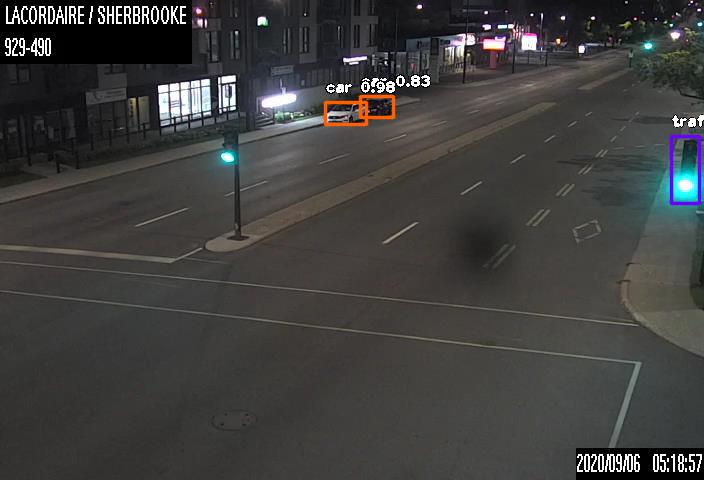 LACORDAIRE / SHERBROOKE
929-490
car 0.98
0.83
traf
2020/09/06 05:18:57